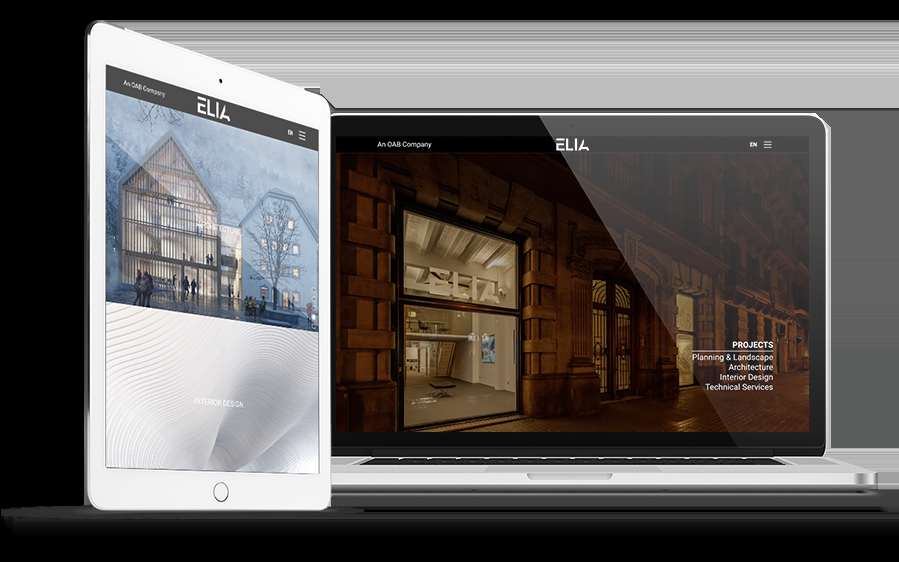 An OAB Company
ELIA
EN
ARCHITECTURE
INTERIOR DESIGN
An OAB Company
ELIA
EN
ELIA
PROJECTS
Planning & Landscape
Architecture
Interior Design
Technical Services